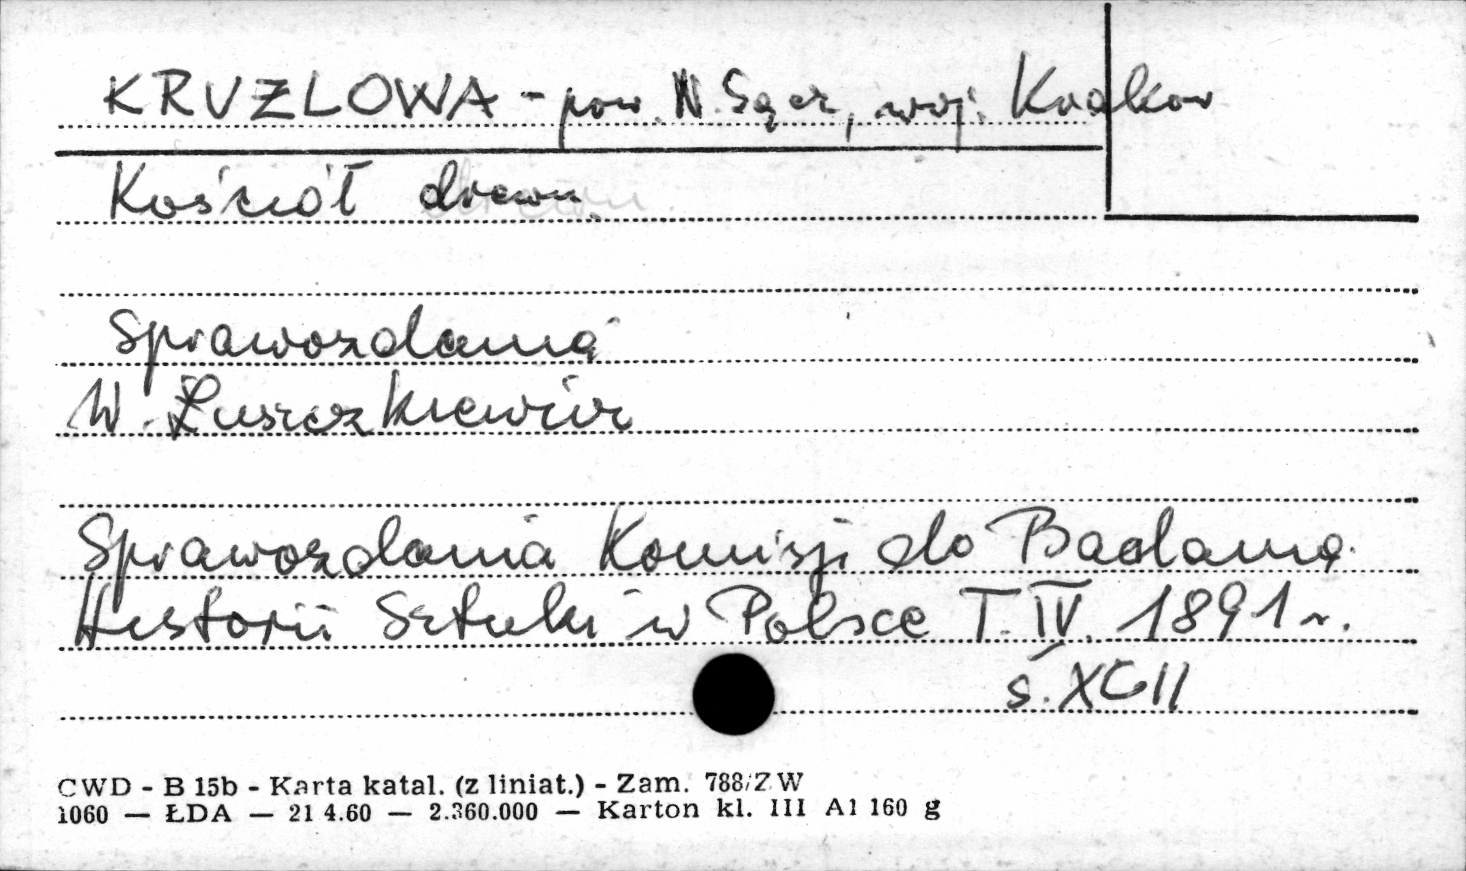 KRUŻLOWA - pow. N. Sącz, woj. Kraków
Kościół drewn.
Sprawozdania
W. Łuszczkiewicz
Sprawozdania Komisji do Badania
Historii Sztuki w Polsce T. IV. 1891 r.
s. XCII
CWD - B 15b - Karta katal. (z liniat.) - Zam. 788/ZW
1060 — ŁDA — 21 4.60 — 2.360.000 — Karton kl. III A1 160 g